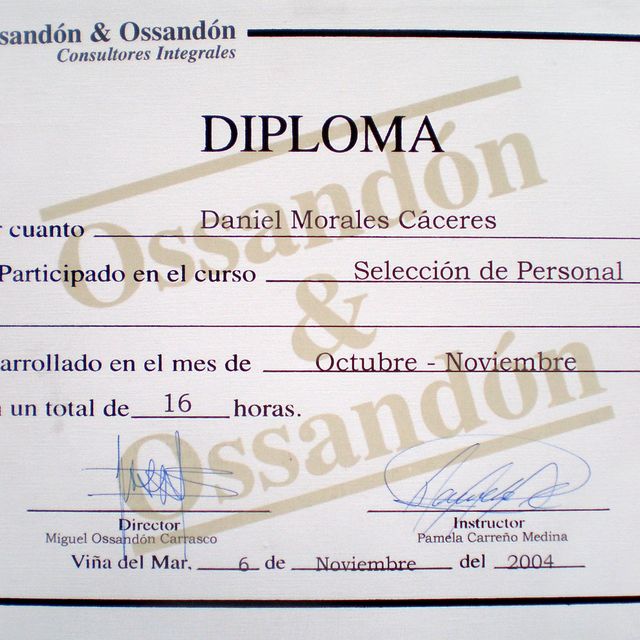 sandón & Ossandón
Consultores Integrales
DIPLOMA
r cuanto Daniel Morales Cáceres
Participado en el curso Selección de Personal
arrollado en el mes de Octubre - Noviembre
un total de 16 horas.
Director Instructor
Miguel Ossandón Carrasco Pamela Carreño Medina
Viña del Mar, 6 de Noviembre del 2004
Ossandón
&
Ossandón